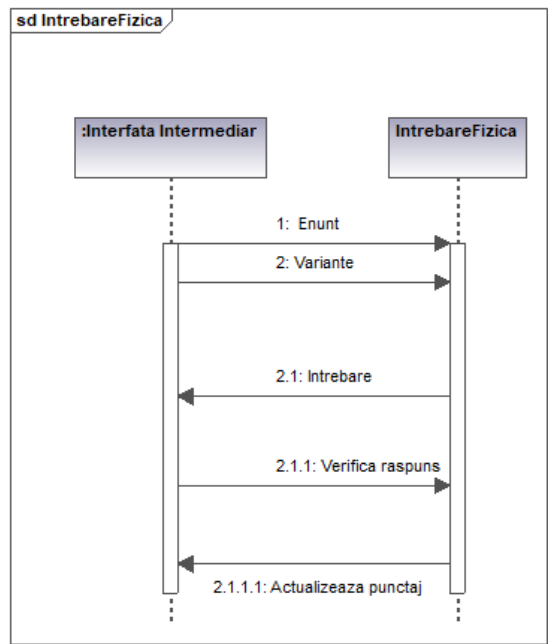 sd IntrebareFizica
:Interfata Intermediar
IntrebareFizica
1: Enunt
2: Variante
2.1: Intrebare
2.1.1: Verifica raspuns
2.1.1.1: Actualizeaza punctaj